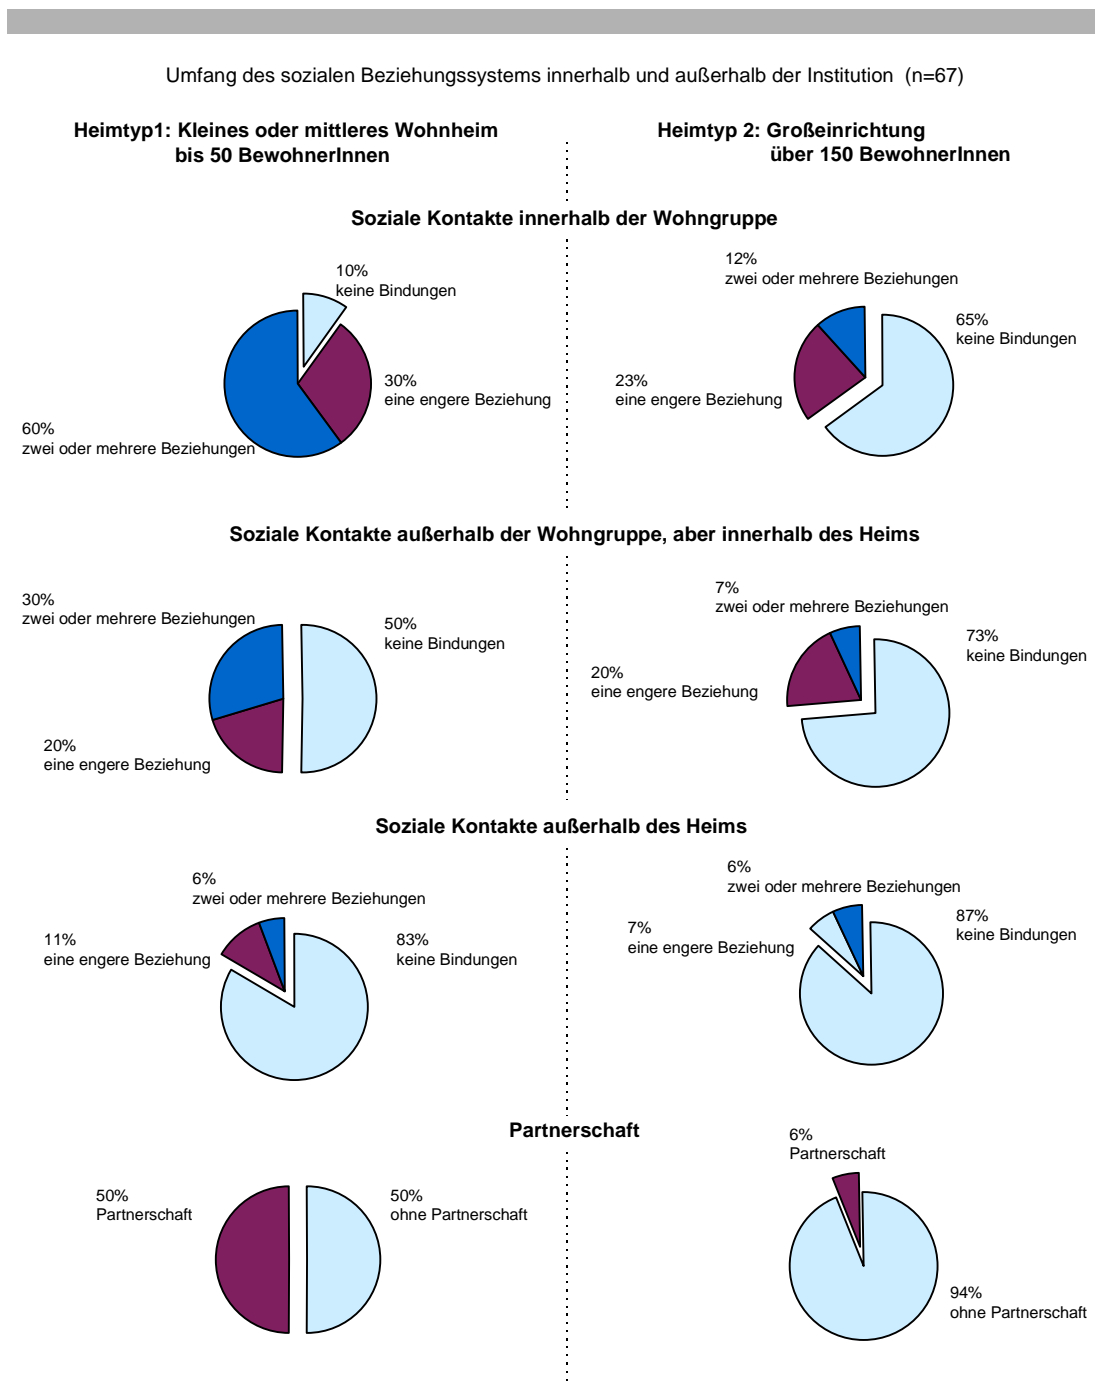 Umfang des sozialen Beziehungssystems innerhalb und außerhalb der Institution (n=67)
Heimtyp1: Kleines oder mittleres Wohnheim
bis 50 BewohnerInnen
Heimtyp 2: Großeinrichtung
über 150 BewohnerInnen
Soziale Kontakte innerhalb der Wohngruppe
10%
keine Bindungen
30%
eine engere Beziehung
60%
zwei oder mehrere Beziehungen
12%
zwei oder mehrere Beziehungen
65%
keine Bindungen
23%
eine engere Beziehung
Soziale Kontakte außerhalb der Wohngruppe, aber innerhalb des Heims
30%
zwei oder mehrere Beziehungen
50%
keine Bindungen
20%
eine engere Beziehung
7%
zwei oder mehrere Beziehungen
73%
keine Bindungen
20%
eine engere Beziehung
Soziale Kontakte außerhalb des Heims
6%
zwei oder mehrere Beziehungen
11%
eine engere Beziehung
83%
keine Bindungen
6%
zwei oder mehrere Beziehungen
7%
eine engere Beziehung
87%
keine Bindungen
Partnerschaft
50%
Partnerschaft
50%
ohne Partnerschaft
6%
Partnerschaft
94%
ohne Partnerschaft